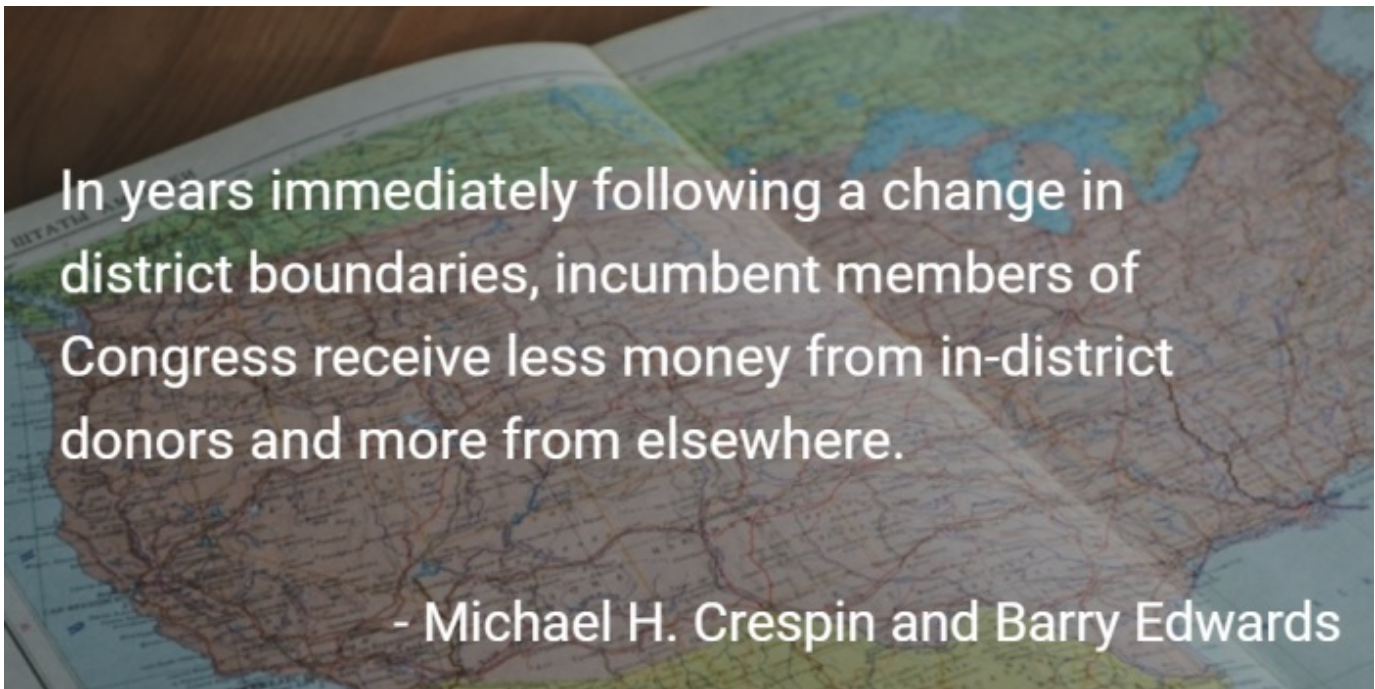 In years immediately following a change in
district boundaries, incumbent members of
Congress receive less money from in-district
donors and more from elsewhere.
- Michael H. Crespin and Barry Edwards